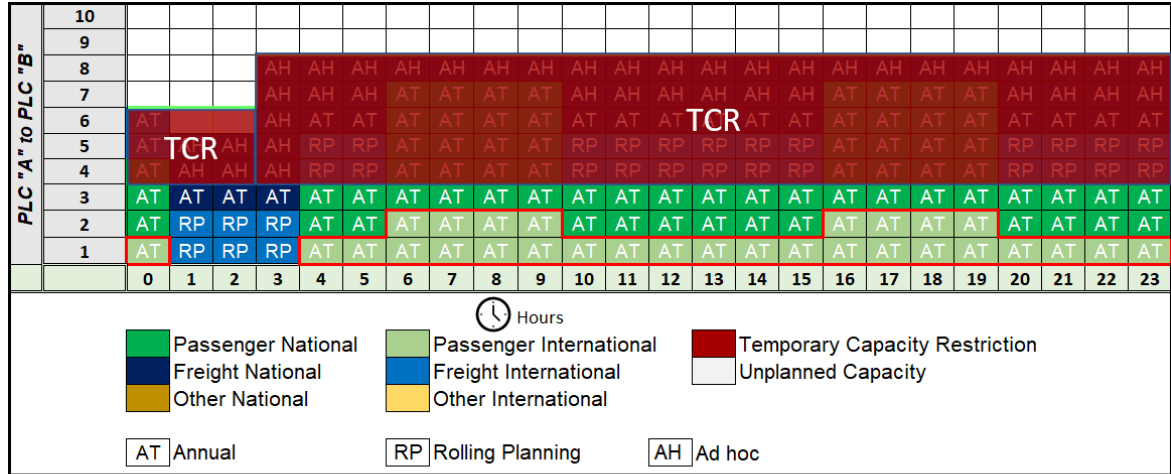 PLC "A" to PLC "B"
10
9
8 AH AH AH AH AH AH AH AH AH AH AH AH AH AH AH AH AH AH AH AH AH
7 AH AH AH AT AT AT AT AH AH AH AH AH AH AT AT AT AT AH AH AH AH
6 AT AH AT AT AT AT AT AT AT AT TCR AT AT AT AT AT AT AT AT AT AT
5 AT TCR AH AH RP RP AT AT AT AT RP RP RP RP RP RP AT AT AT AT RP RP RP RP
4 AT AH AH AH RP RP AT AT AT AT RP RP RP RP RP RP AT AT AT AT RP RP RP RP
3 AT AT AT AT AT AT AT AT AT AT AT AT AT AT AT AT AT AT AT AT AT AT AT AT
2 AT RP RP RP AT AT AT AT AT AT AT AT AT AT AT AT AT AT AT AT AT AT AT AT
1 AT RP RP RP AT AT AT AT AT AT AT AT AT AT AT AT AT AT AT AT AT AT AT AT
0 1 2 3 4 5 6 7 8 9 10 11 12 13 14 15 16 17 18 19 20 21 22 23
Hours
Passenger National Passenger International Temporary Capacity Restriction
Freight National Freight International Unplanned Capacity
Other National Other International
AT Annual RP Rolling Planning AH Ad hoc